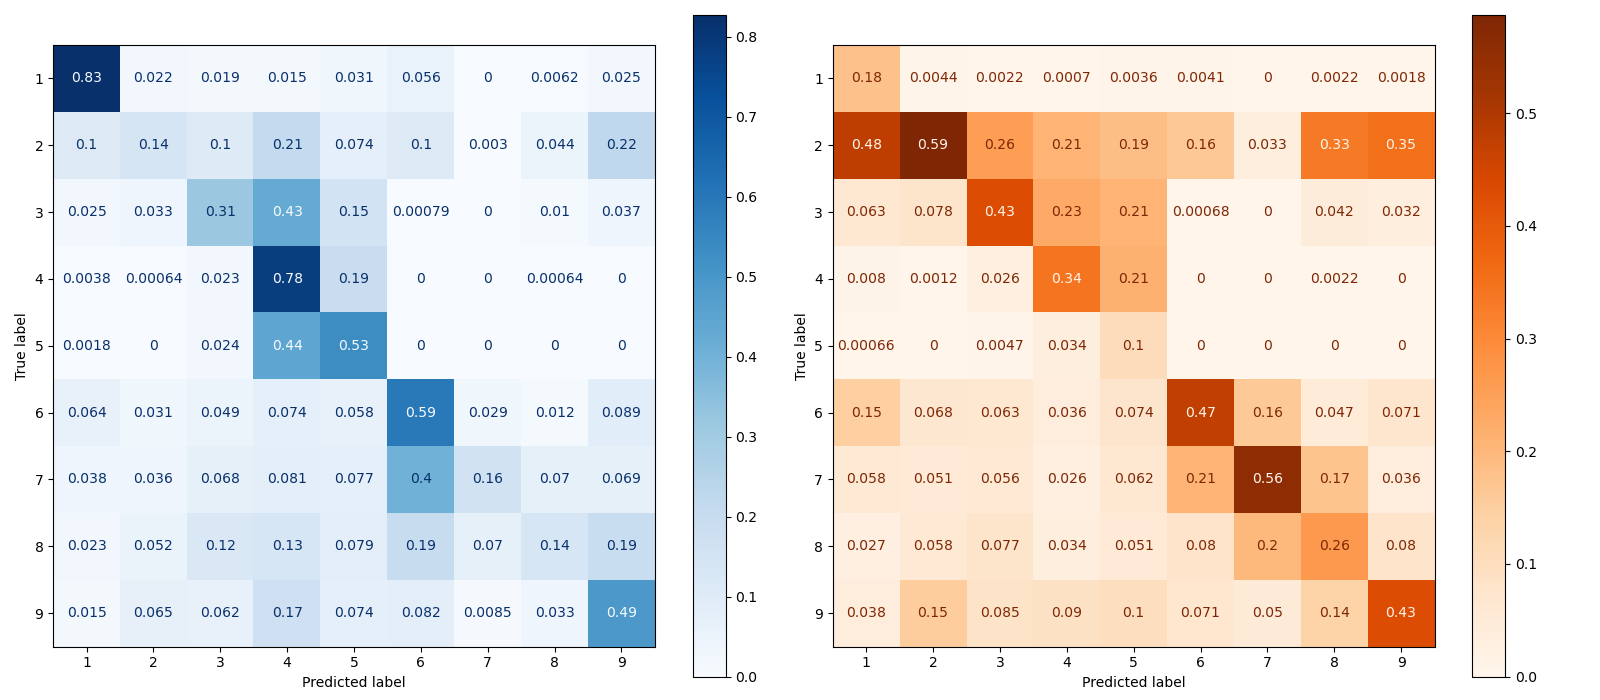 1 0.83 0.022 0.019 0.015 0.031 0.056 0 0.0062 0.025
2 0.1 0.14 0.1 0.21 0.074 0.1 0.003 0.044 0.22
3 0.025 0.033 0.31 0.43 0.15 0.00079 0 0.01 0.037
4 0.0038 0.00064 0.023 0.78 0.19 0 0 0.00064 0
5 0.0018 0 0.024 0.44 0.53 0 0 0 0
6 0.064 0.031 0.049 0.074 0.058 0.59 0.029 0.012 0.089
7 0.038 0.036 0.068 0.081 0.077 0.4 0.16 0.07 0.069
8 0.023 0.052 0.12 0.13 0.079 0.19 0.07 0.14 0.19
9 0.015 0.065 0.062 0.17 0.074 0.082 0.0085 0.033 0.49
1 2 3 4 5 6 7 8 9
Predicted label
True label
0.8
0.7
0.6
0.5
0.4
0.3
0.2
0.1
0.0
1 0.18 0.0044 0.0022 0.0007 0.0036 0.0041 0 0.0022 0.0018
2 0.48 0.59 0.26 0.21 0.19 0.16 0.033 0.33 0.35
3 0.063 0.078 0.43 0.23 0.21 0.00068 0 0.042 0.032
4 0.008 0.0012 0.026 0.34 0.21 0 0 0.0022 0
5 0.00066 0 0.0047 0.034 0.1 0 0 0 0
6 0.15 0.068 0.063 0.036 0.074 0.47 0.16 0.047 0.071
7 0.058 0.051 0.056 0.026 0.062 0.21 0.56 0.17 0.036
8 0.027 0.058 0.077 0.034 0.051 0.08 0.2 0.26 0.08
9 0.038 0.15 0.085 0.09 0.1 0.071 0.05 0.14 0.43
1 2 3 4 5 6 7 8 9
Predicted label
True label
0.5
0.4
0.3
0.2
0.1
0.0